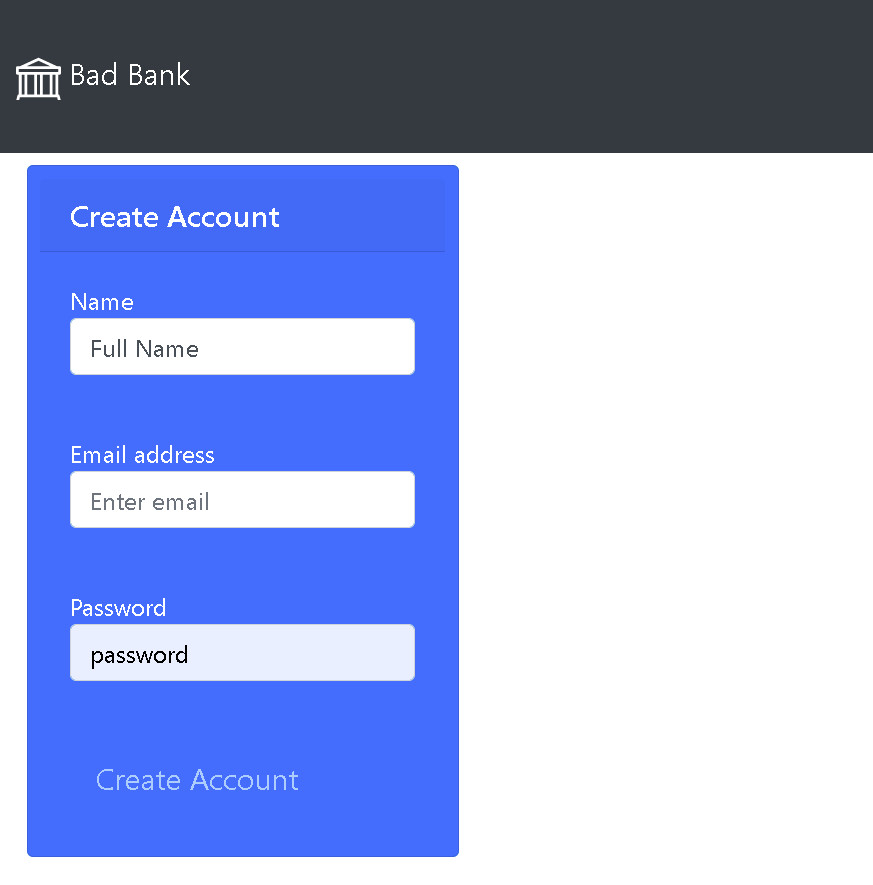 Bad Bank
Create Account
Name
Full Name
Email address
Enter email
Password
password
Create Account